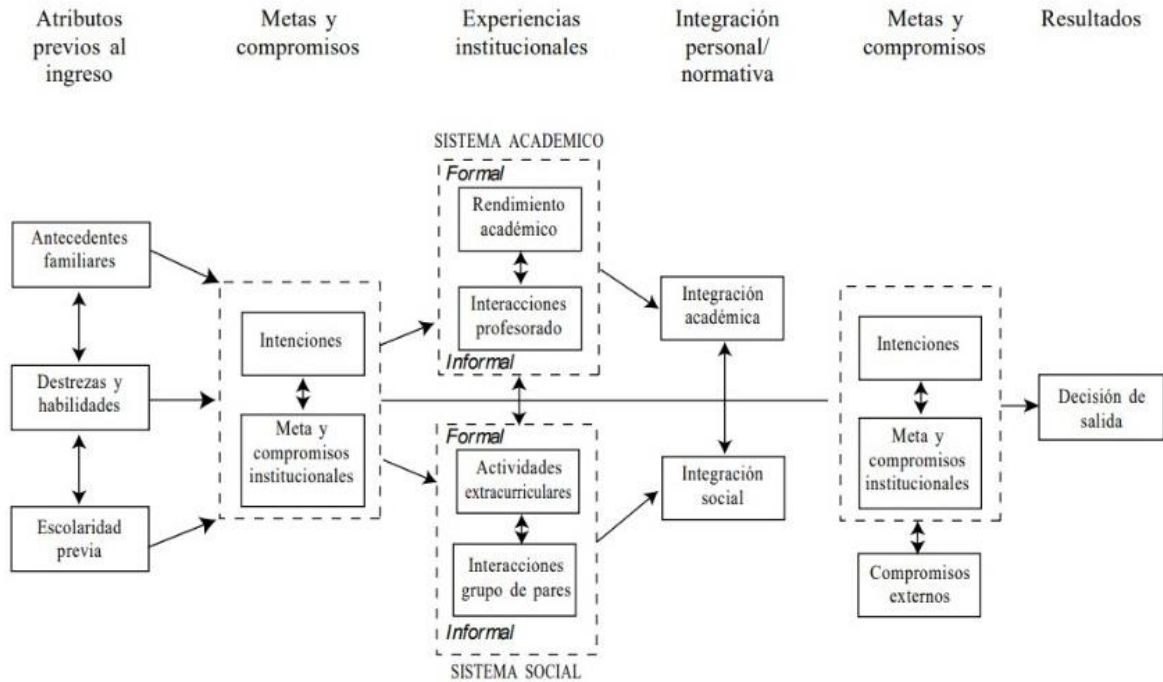 Atributos
previos al
ingreso
Metas y
compromisos
Experiencias
institucionales
Integración
personal/
normativa
Metas y
compromisos
Resultados
Antecedentes
familiares
Destrezas y
habilidades
Escolaridad
previa
Intenciones
Meta y
compromisos
institucionales
SISTEMA ACADEMICO
Formal
Rendimiento
académico
Interacciones
profesorado
Informal
Formal
Actividades
extracurriculares
Interacciones
grupo de pares
Informal
SISTEMA SOCIAL
Integración
académica
Integración
social
Intenciones
Meta y
compromisos
institucionales
Compromisos
externos
Decisión de
salida